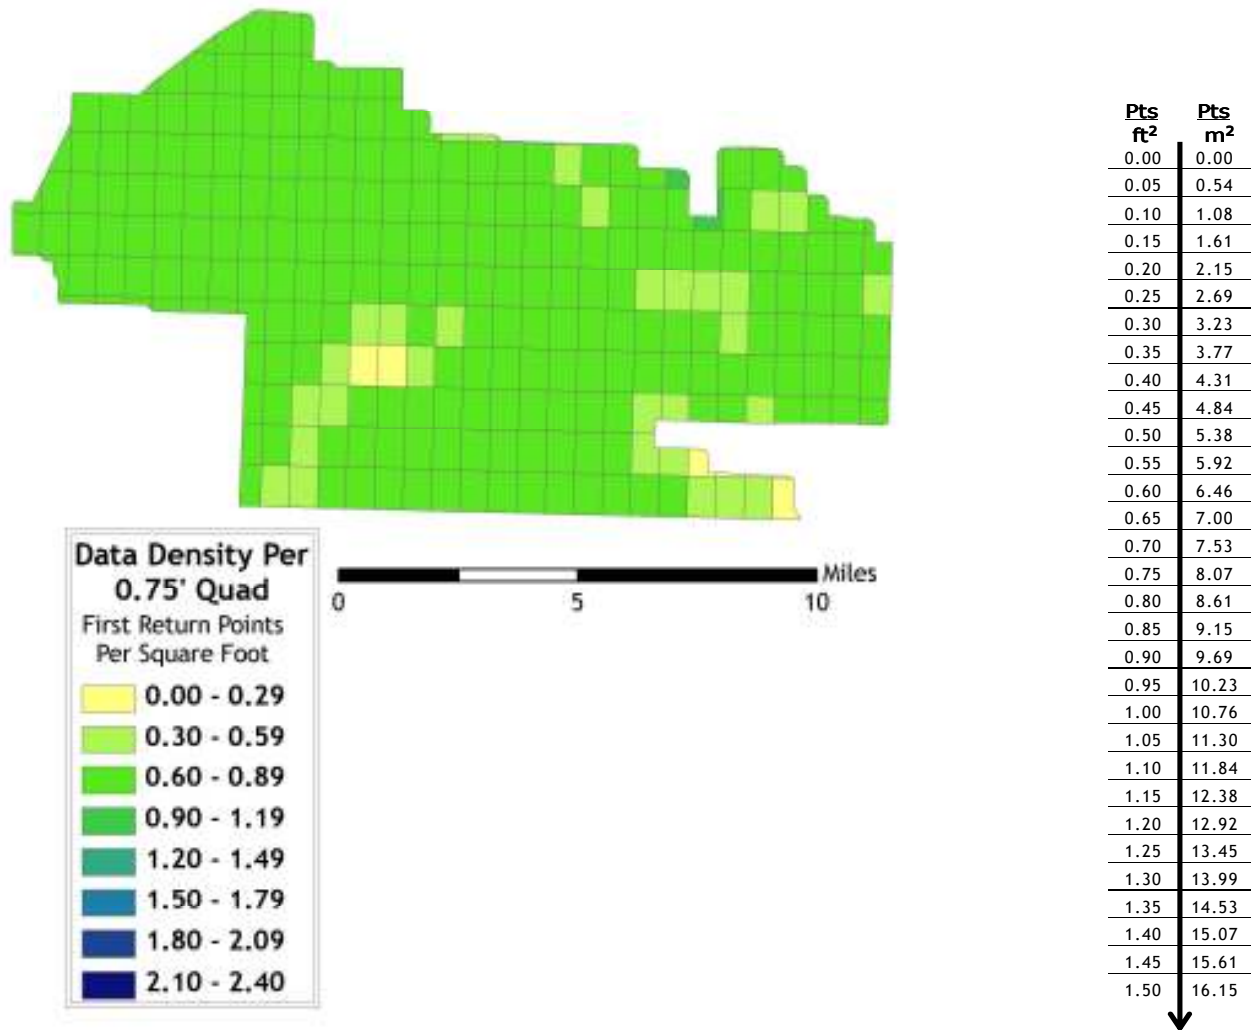 Pts Pts
ft² m²
0.00 0.00
0.05 0.54
0.10 1.08
0.15 1.61
0.20 2.15
0.25 2.69
0.30 3.23
0.35 3.77
0.40 4.31
0.45 4.84
0.50 5.38
0.55 5.92
0.60 6.46
0.65 7.00
0.70 7.53
0.75 8.07
0.80 8.61
0.85 9.15
0.90 9.69
0.95 10.23
1.00 10.76
1.05 11.30
1.10 11.84
1.15 12.38
1.20 12.92
1.25 13.45
1.30 13.99
1.35 14.53
1.40 15.07
1.45 15.61
1.50 16.15
Data Density Per
0.75' Quad
First Return Points
Per Square Foot
0.00 - 0.29
0.30 - 0.59
0.60 - 0.89
0.90 - 1.19
1.20 - 1.49
1.50 - 1.79
1.80 - 2.09
2.10 - 2.40
Miles
0 5 10